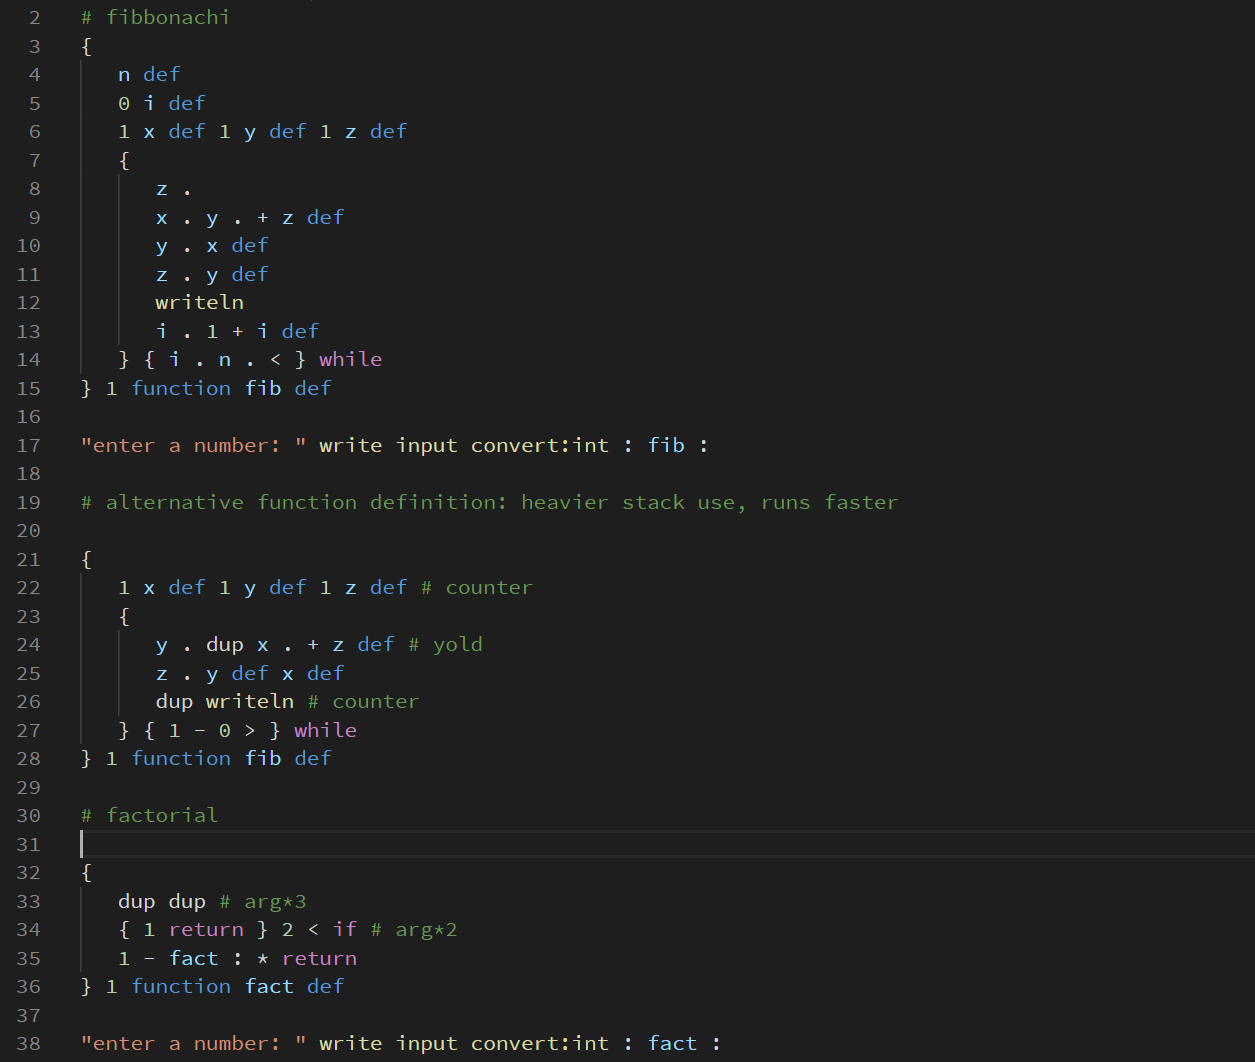 2 # fibbonachi
3 {
4 n def
5 0 i def
6 1 x def 1 y def 1 z def
7 {
8 z .
9 x . y . + z def
10 y . x def
11 z . y def
12 writeln
13 i . 1 + i def
14 } { i . n . < } while
15 } 1 function fib def
16
17 "enter a number: " write input convert:int : fib :
18
19 # alternative function definition: heavier stack use, runs faster
20
21 {
22 1 x def 1 y def 1 z def # counter
23 {
24 y . dup x . + z def # yold
25 z . y def x def
26 dup writeln # counter
27 } { 1 - 0 > } while
28 } 1 function fib def
29
30 # factorial
31
32 {
33 dup dup # arg*3
34 { 1 return } 2 < if # arg*2
35 1 - fact : * return
36 } 1 function fact def
37
38 "enter a number: " write input convert:int : fact :